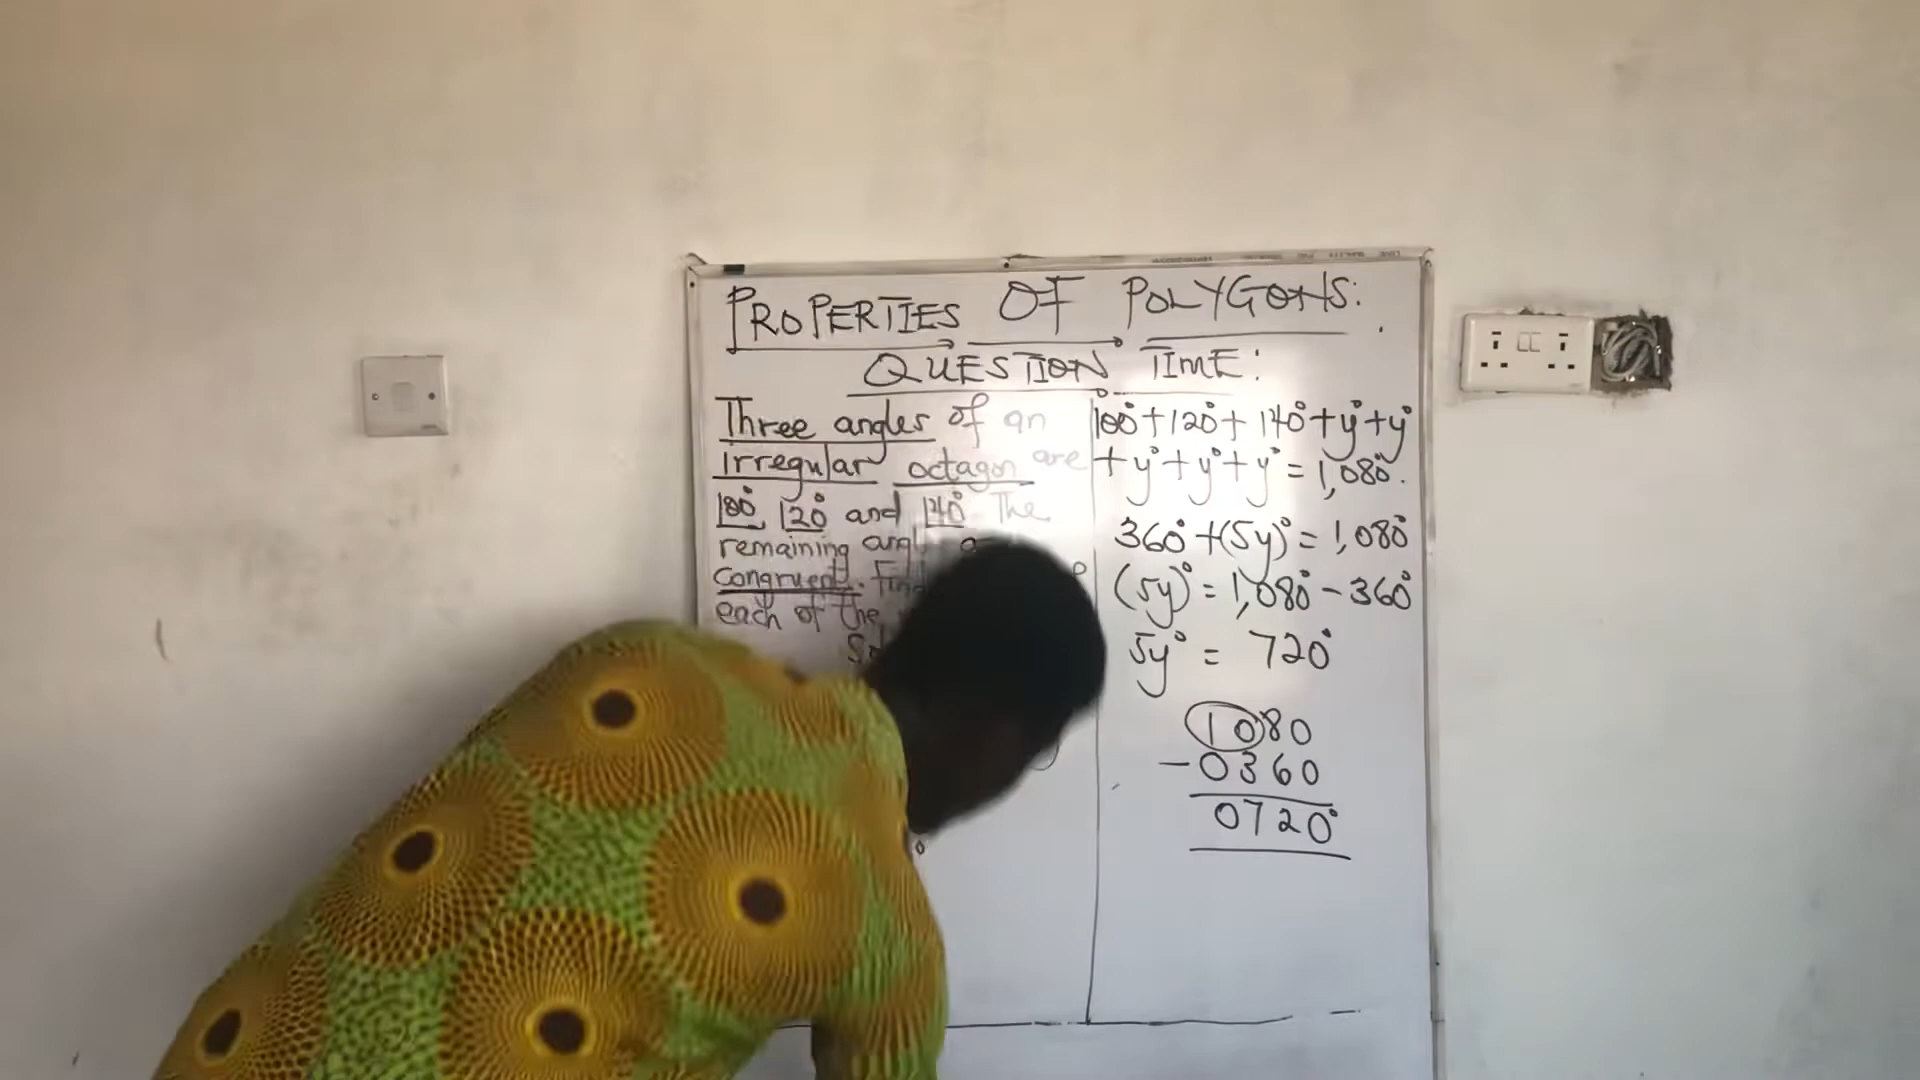 PROPERTIES OF POLYGONS:
QUESTION TIME:
Three angles of an
irregular octagon are
100° 120° and 140° The
remaining
congruent. Find
each of the
100° + 120° + 140° + y° + y°
+ y° + y° + y° = 1,080°.
360° + (5y)° = 1,080°
(5y)° = 1,080° - 360°
5y° = 720°
1080
- 0360
0720°